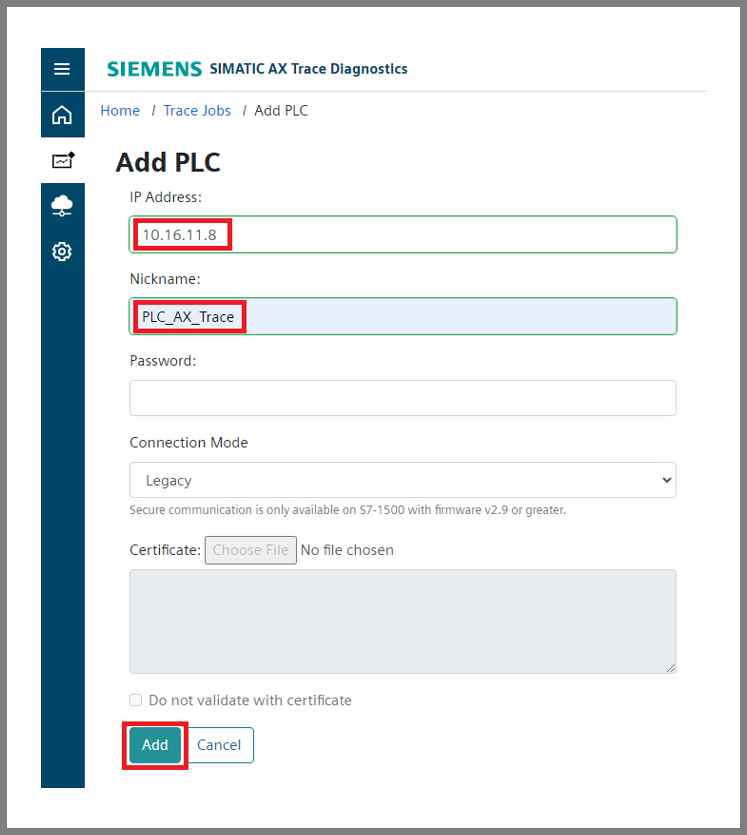 SIEMENS SIMATIC AX Trace Diagnostics
Home / Trace Jobs / Add PLC
Add PLC
IP Address:
10.16.11.8
Nickname:
PLC_AX_Trace
Password:
Connection Mode
Legacy
Secure communication is only available on S7-1500 with firmware v2.9 or greater.
Certificate: Choose File No file chosen
Do not validate with certificate
Add Cancel